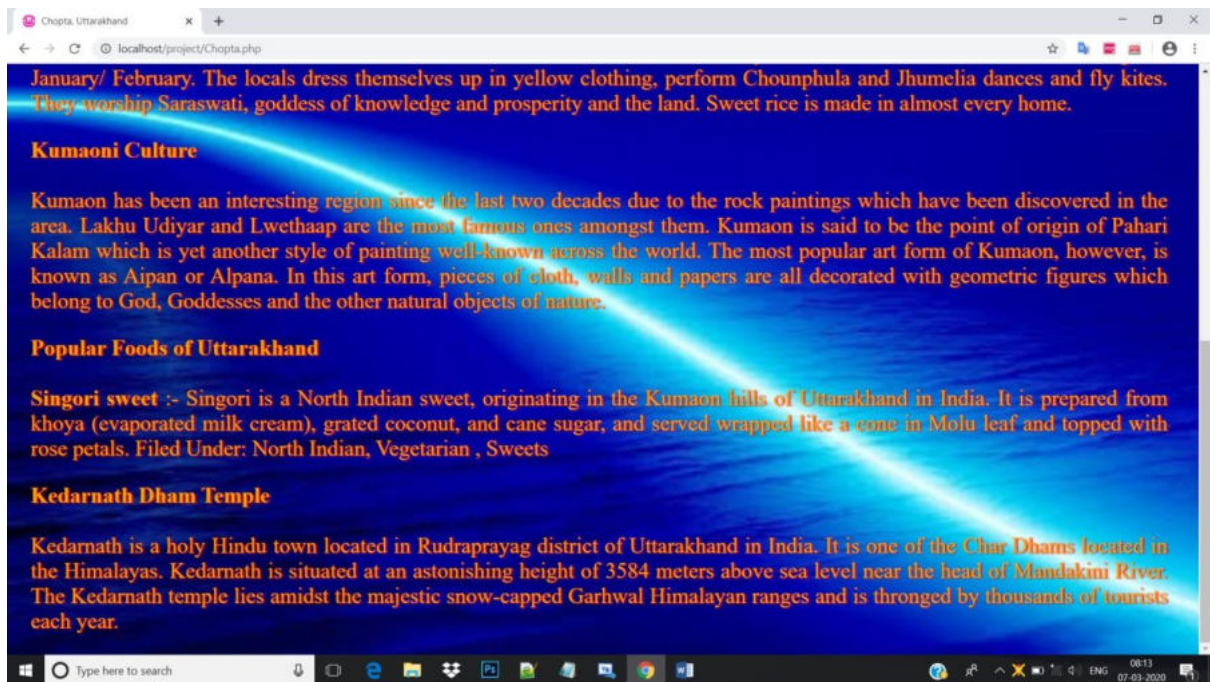 Chopta, Uttarakhand
localhost/project/Chopta.php
January/ February. The locals dress themselves up in yellow clothing, perform Chounphula and Jhumelia dances and fly kites.
They worship Saraswati, goddess of knowledge and prosperity and the land. Sweet rice is made in almost every home.
Kumaoni Culture
Kumaon has been an interesting region since the last two decades due to the rock paintings which have been discovered in the
area. Lakhu Udiyar and Lwethaap are the most famous ones amongst them. Kumaon is said to be the point of origin of Pahari
Kalam which is yet another style of painting well-known across the world. The most popular art form of Kumaon, however, is
known as Aipan or Alpana. In this art form, pieces of cloth, walls and papers are all decorated with geometric figures which
belong to God, Goddesses and the other natural objects of nature.
Popular Foods of Uttarakhand
Singori sweet :- Singori is a North Indian sweet, originating in the Kumaon hills of Uttarakhand in India. It is prepared from
khoya (evaporated milk cream), grated coconut, and cane sugar, and served wrapped like a cone in Molu leaf and topped with
rose petals. Filed Under: North Indian, Vegetarian , Sweets
Kedarnath Dham Temple
Kedarnath is a holy Hindu town located in Rudraprayag district of Uttarakhand in India. It is one of the Char Dhams located in
the Himalayas. Kedarnath is situated at an astonishing height of 3584 meters above sea level near the head of Mandakini River.
The Kedarnath temple lies amidst the majestic snow-capped Garhwal Himalayan ranges and is thronged by thousands of tourists
each year.
Type here to search
Ps
ENG
08:13
07-03-2020